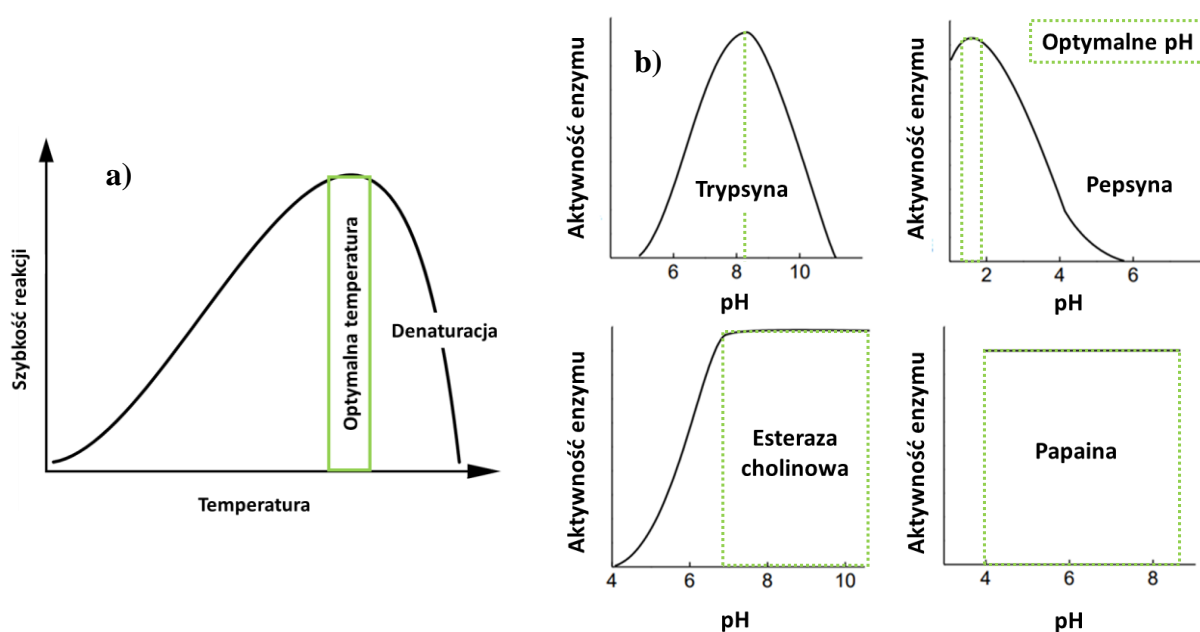 a)
Szybkość reakcji
Optymalna temperatura
Denaturacja
Temperatura
b)
Aktywność enzymu
Trypsyna
6 8 10
pH
Aktywność enzymu
Optymalne pH
Pepsyna
2 4 6
pH
Aktywność enzymu
Esteraza
cholinowa
4 6 8 10
pH
Aktywność enzymu
Papaina
4 6 8
pH